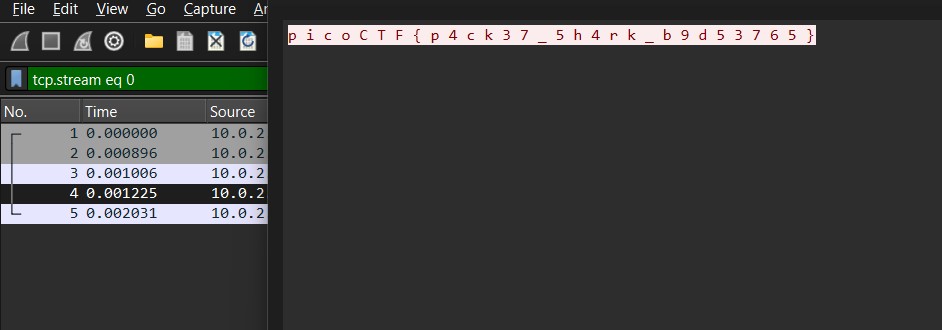 File Edit View Go Capture
tcp.stream eq 0
No. Time Source
1 0.000000 10.0.2
2 0.000896 10.0.2
3 0.001006 10.0.2
4 0.001225 10.0.2
5 0.002031 10.0.2
p i c o C T F { p 4 c k 3 7 _ 5 h 4 r k _ b 9 d 5 3 7 6 5 }